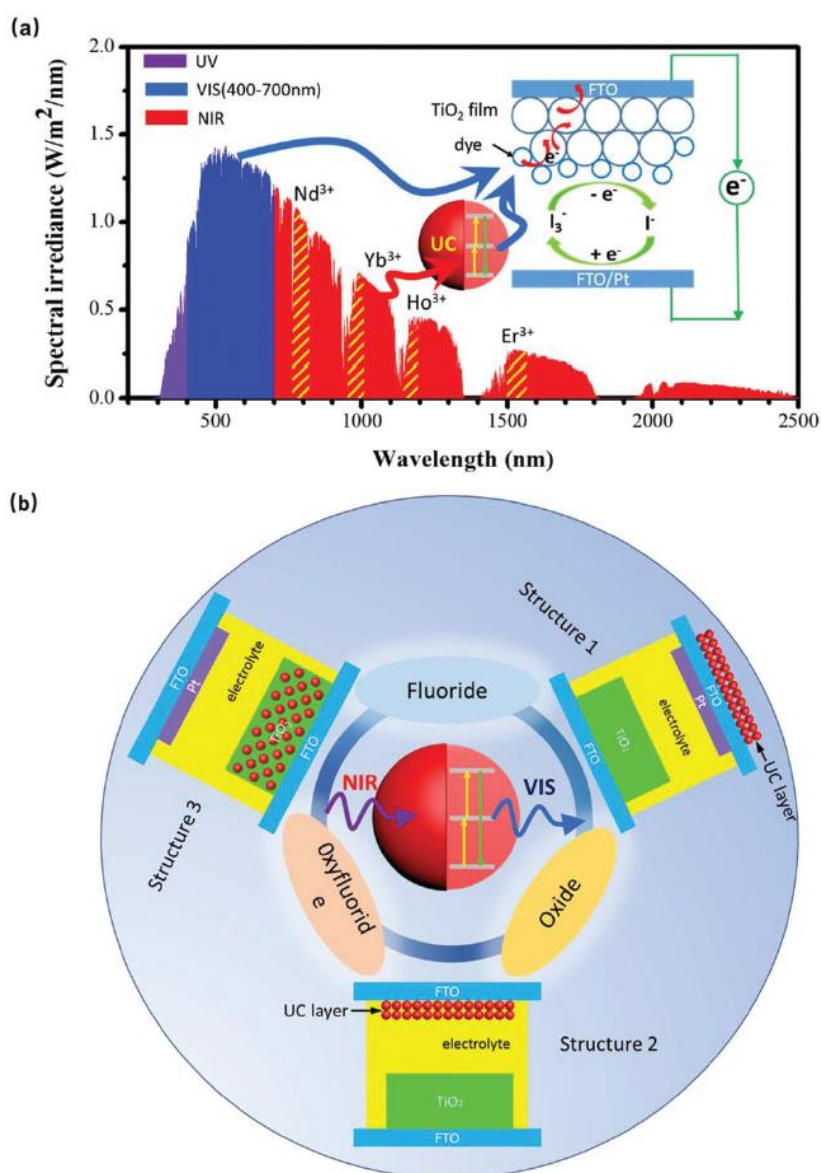 (a)
2.0
1.5
1.0
0.5
0.0
Spectral irrediance (W/m²/nm)
UV
VIS(400-700nm)
NIR
Nd³⁺
Yb³⁺
Ho³⁺
Er³⁺
UC
FTO
TiO₂ film
dye
e⁻
- e⁻
I₃⁻
I⁻
+ e⁻
FTO/Pt
e⁻
500
1000
1500
2000
2500
Wavelength (nm)
(b)
Structure 1
FTO
TiO₂
electrolyte
Pt
FTO
UC layer
Structure 3
FTO
Pt
electrolyte
TiO₂
FTO
Fluoride
NIR
VIS
Oxyfluorid
e
Oxide
FTO
UC layer
electrolyte
Structure 2
TiO₂
FTO